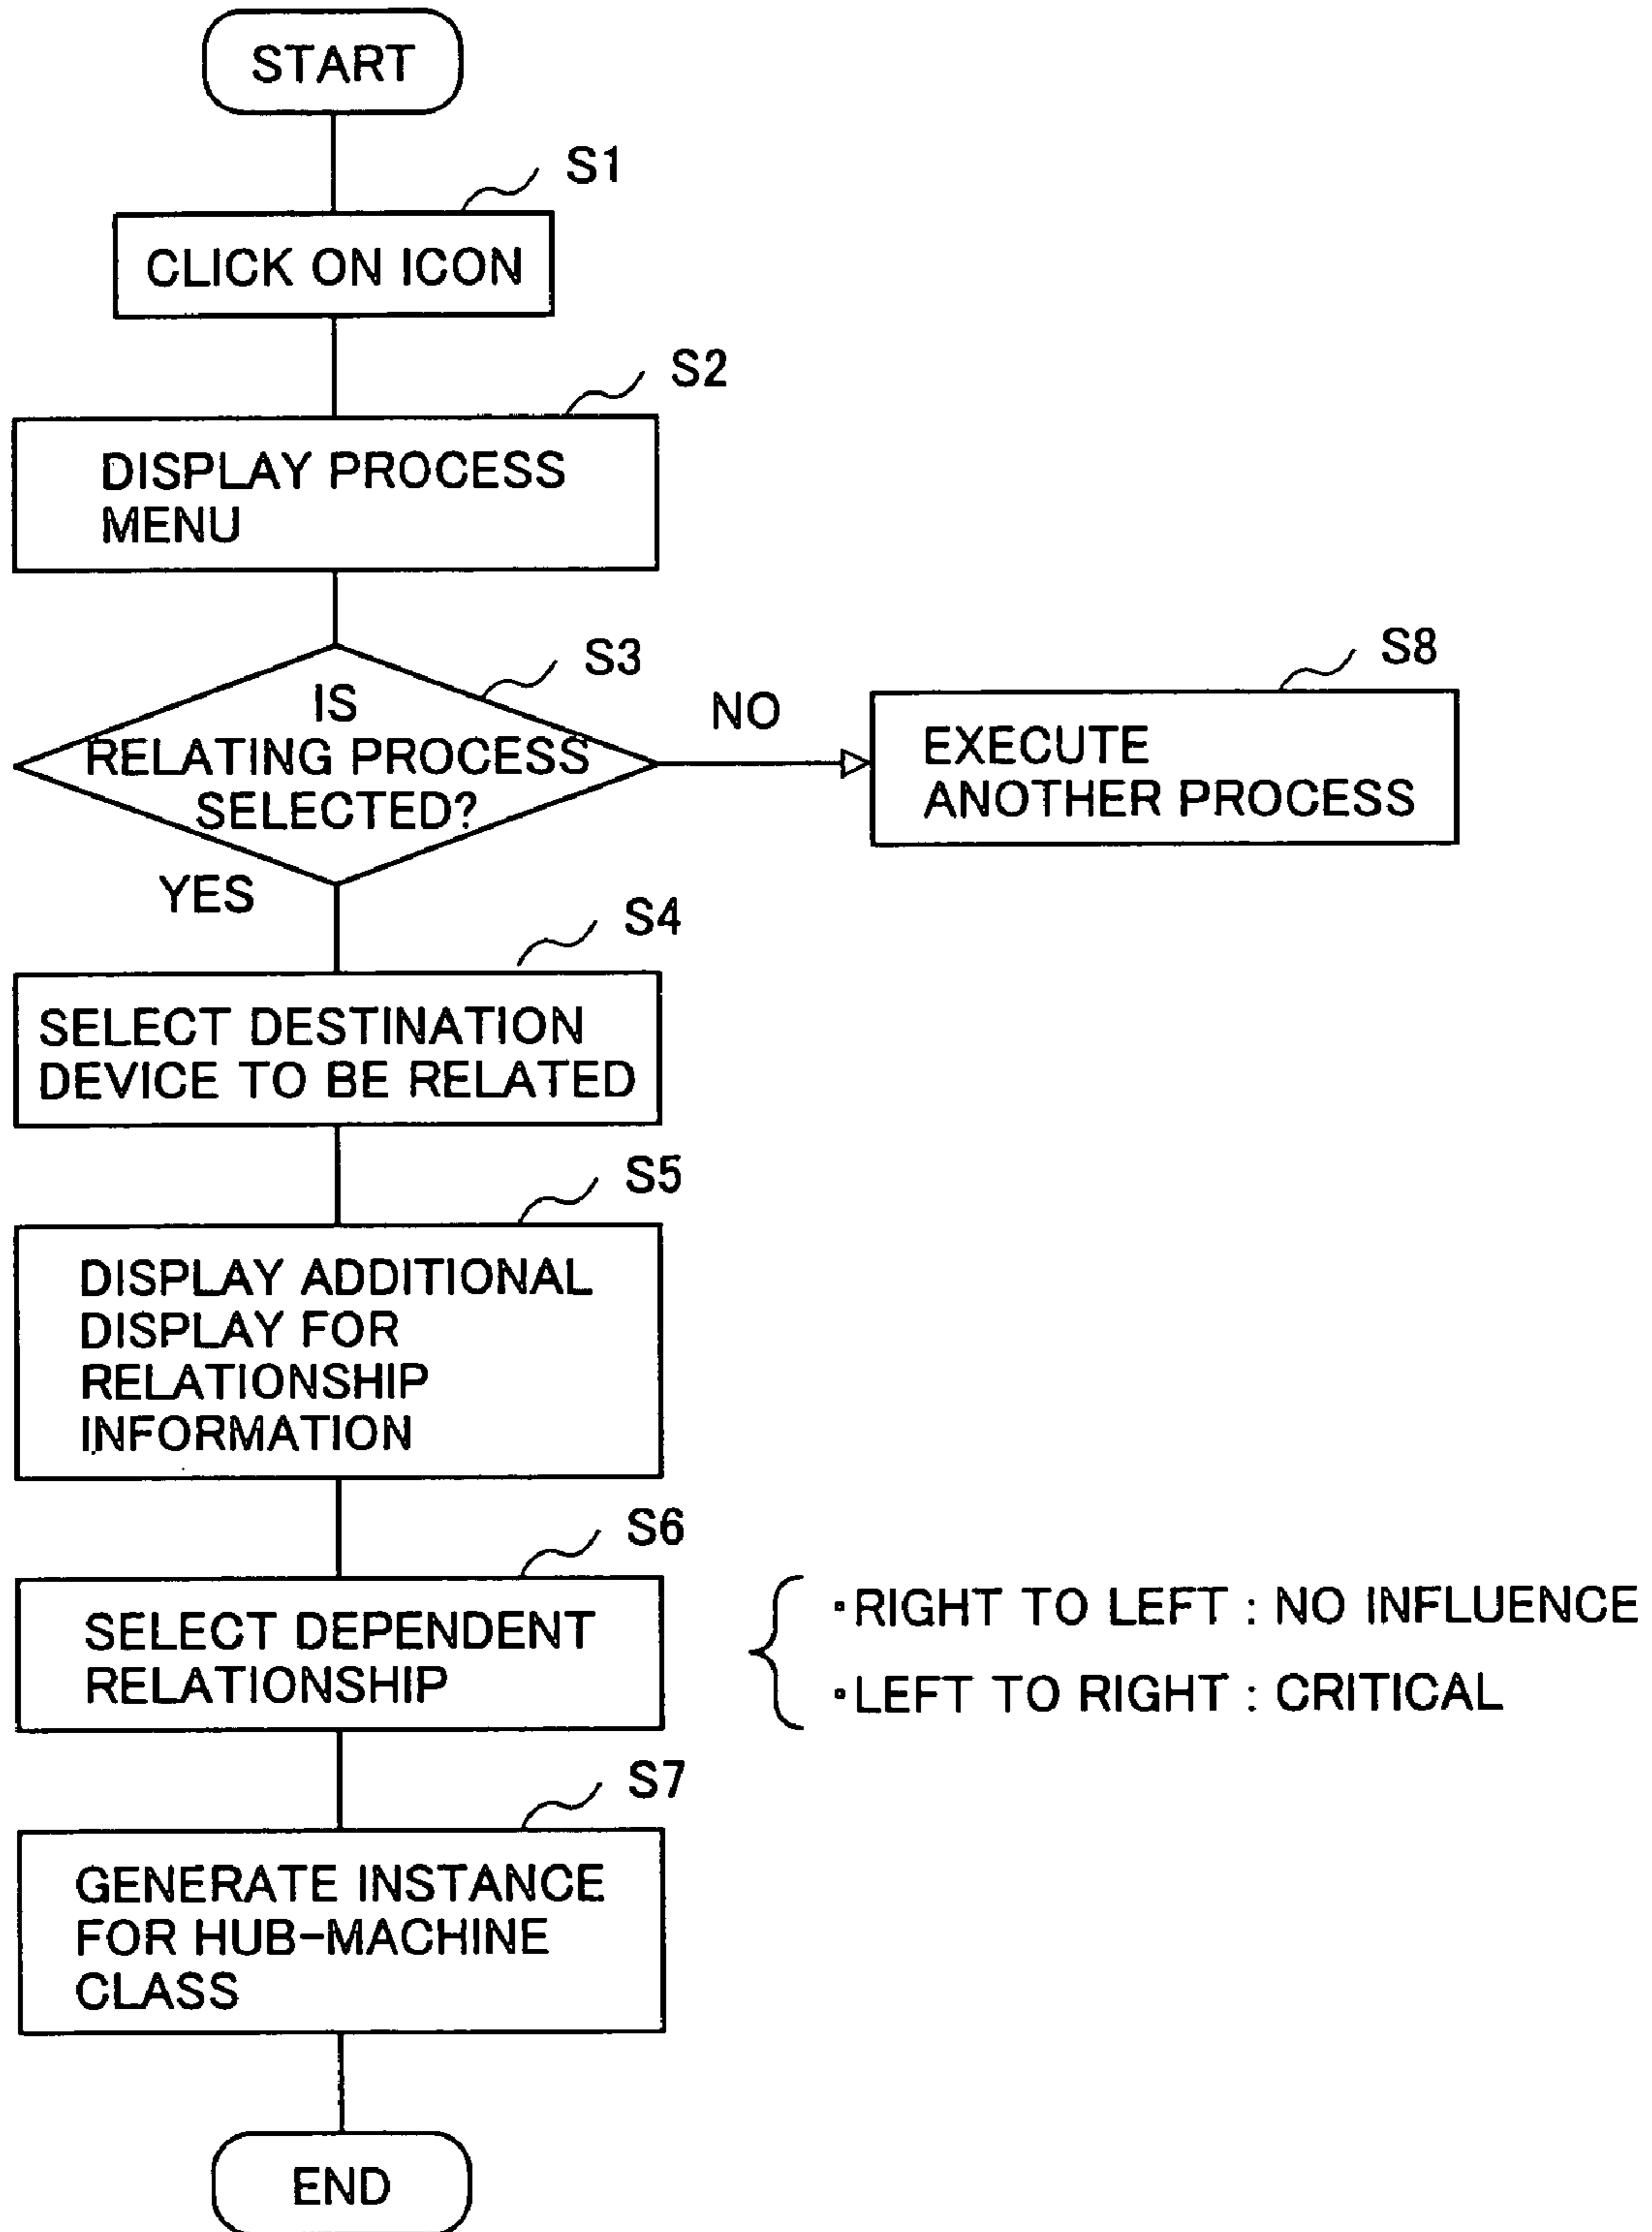 START
S1
CLICK ON ICON
S2
DISPLAY PROCESS
MENU
S3
IS
RELATING PROCESS
SELECTED?
NO
S8
EXECUTE
ANOTHER PROCESS
YES
S4
SELECT DESTINATION
DEVICE TO BE RELATED
S5
DISPLAY ADDITIONAL
DISPLAY FOR
RELATIONSHIP
INFORMATION
S6
SELECT DEPENDENT
RELATIONSHIP
・RIGHT TO LEFT : NO INFLUENCE
・LEFT TO RIGHT : CRITICAL
S7
GENERATE INSTANCE
FOR HUB-MACHINE
CLASS
END